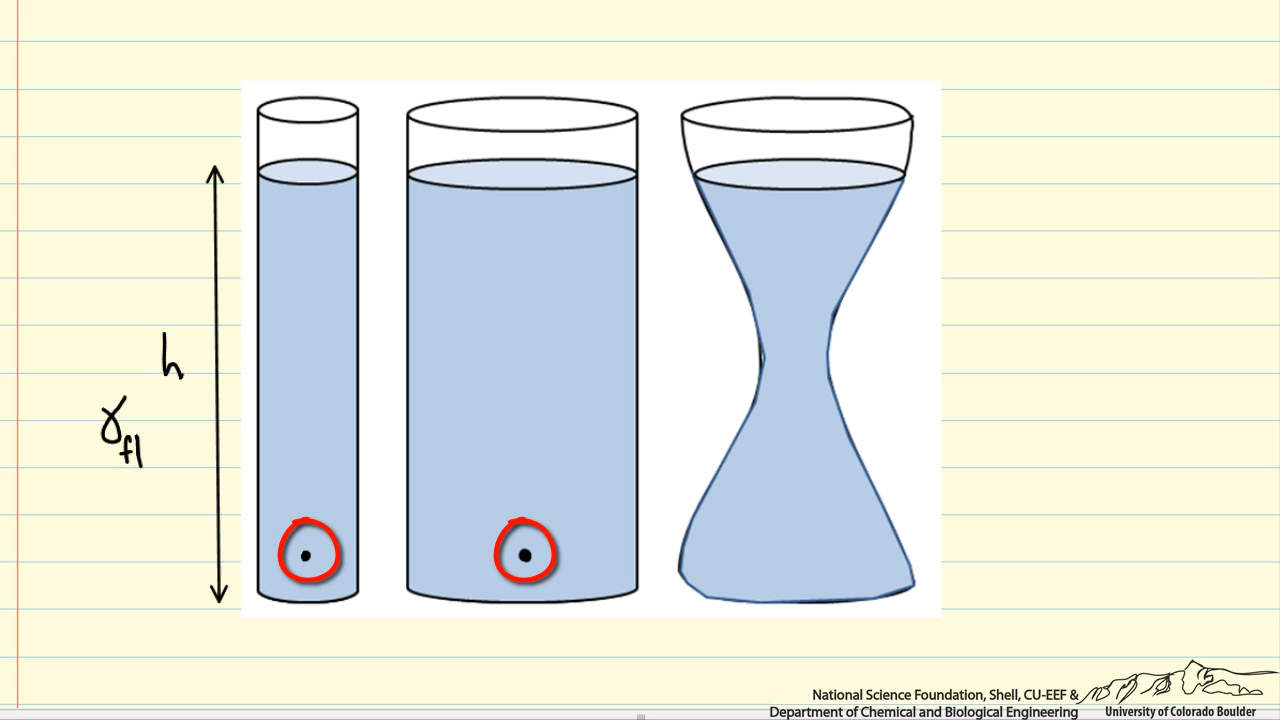 h
γfl
National Science Foundation, Shell, CU-EEF &
Department of Chemical and Biological Engineering
University of Colorado Boulder